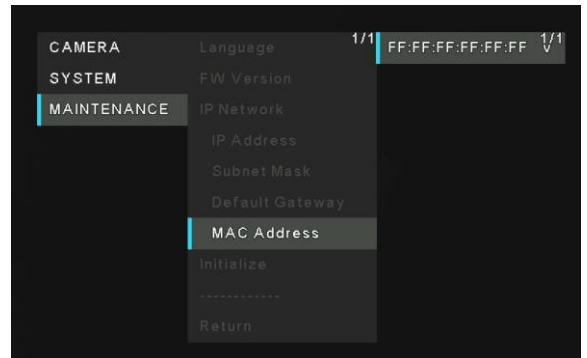 CAMERA
SYSTEM
MAINTENANCE
1/1
Language
FW Version
IP Network
IP Address
Subnet Mask
Default Gateway
MAC Address
Initialize
------------
Return
1/1
FF:FF:FF:FF:FF:FF